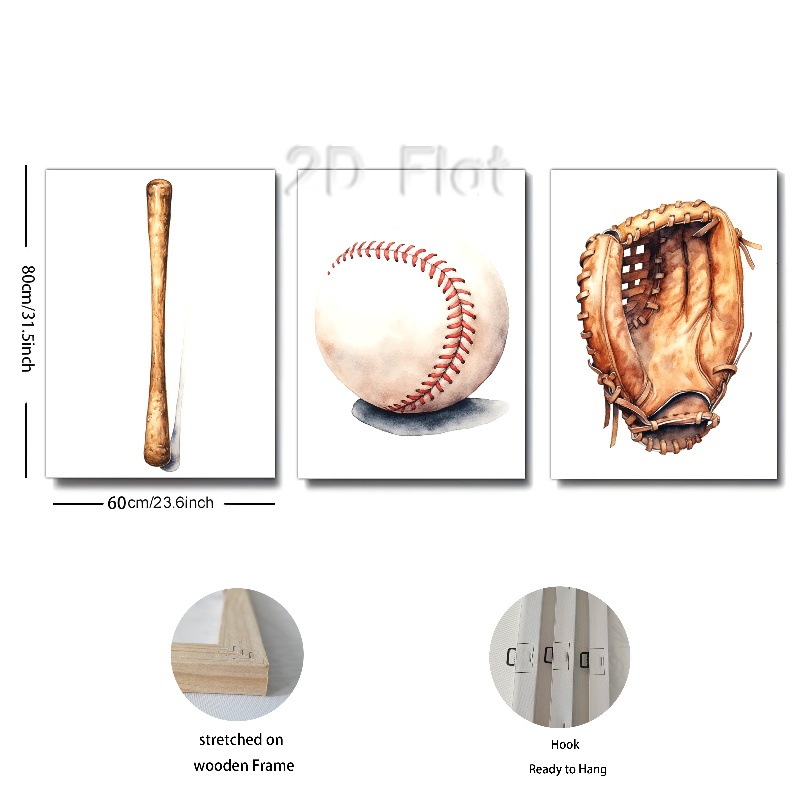 2D Flat
80cm/31.5inch
60cm/23.6inch
stretched on
wooden Frame
Hook
Ready to Hang